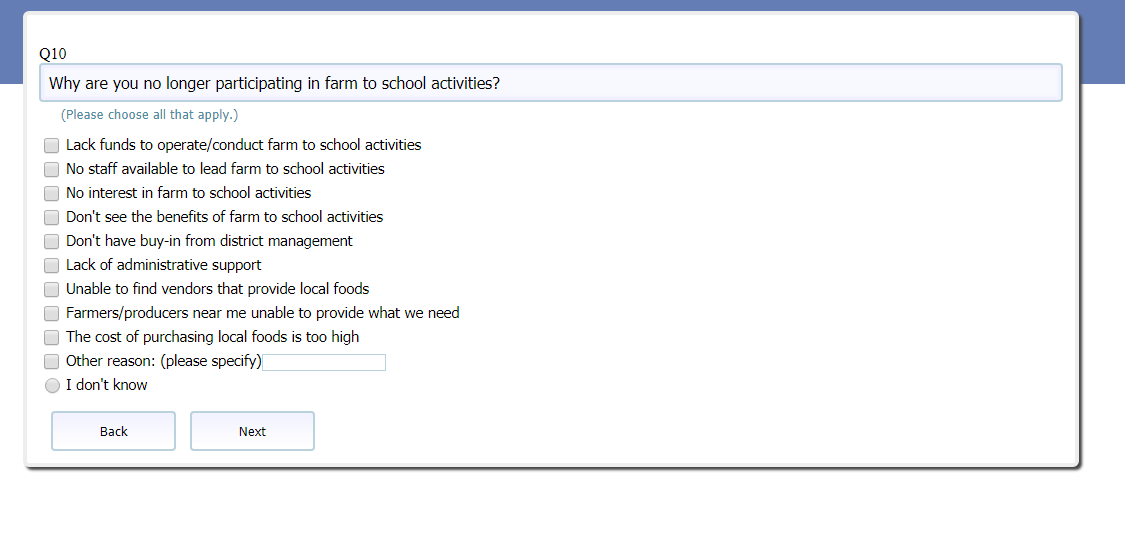 Q10
Why are you no longer participating in farm to school activities?
(Please choose all that apply.)
Lack funds to operate/conduct farm to school activities
No staff available to lead farm to school activities
No interest in farm to school activities
Don't see the benefits of farm to school activities
Don't have buy-in from district management
Lack of administrative support
Unable to find vendors that provide local foods
Farmers/producers near me unable to provide what we need
The cost of purchasing local foods is too high
Other reason: (please specify)
I don't know
Back Next